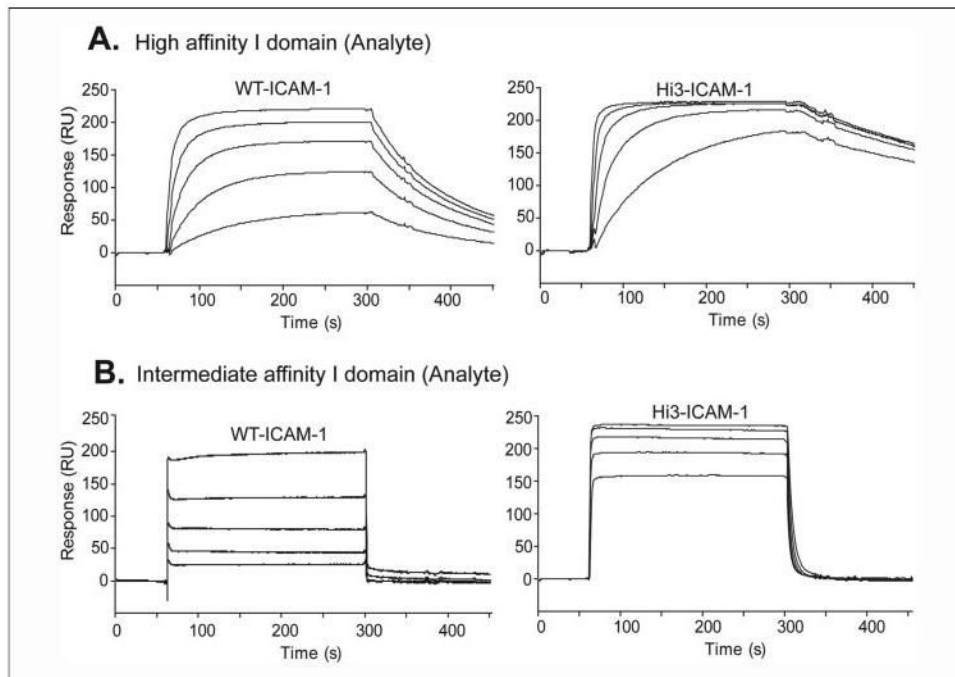 A. High affinity I domain (Analyte)
WT-ICAM-1
Response (RU)
250
200
150
100
50
0
0 100 200 300 400
Time (s)
Hi3-ICAM-1
250
200
150
100
50
0
0 100 200 300 400
Time (s)
B. Intermediate affinity I domain (Analyte)
WT-ICAM-1
Response (RU)
250
200
150
100
50
0
0 100 200 300 400
Time (s)
Hi3-ICAM-1
250
200
150
100
50
0
0 100 200 300 400
Time (s)